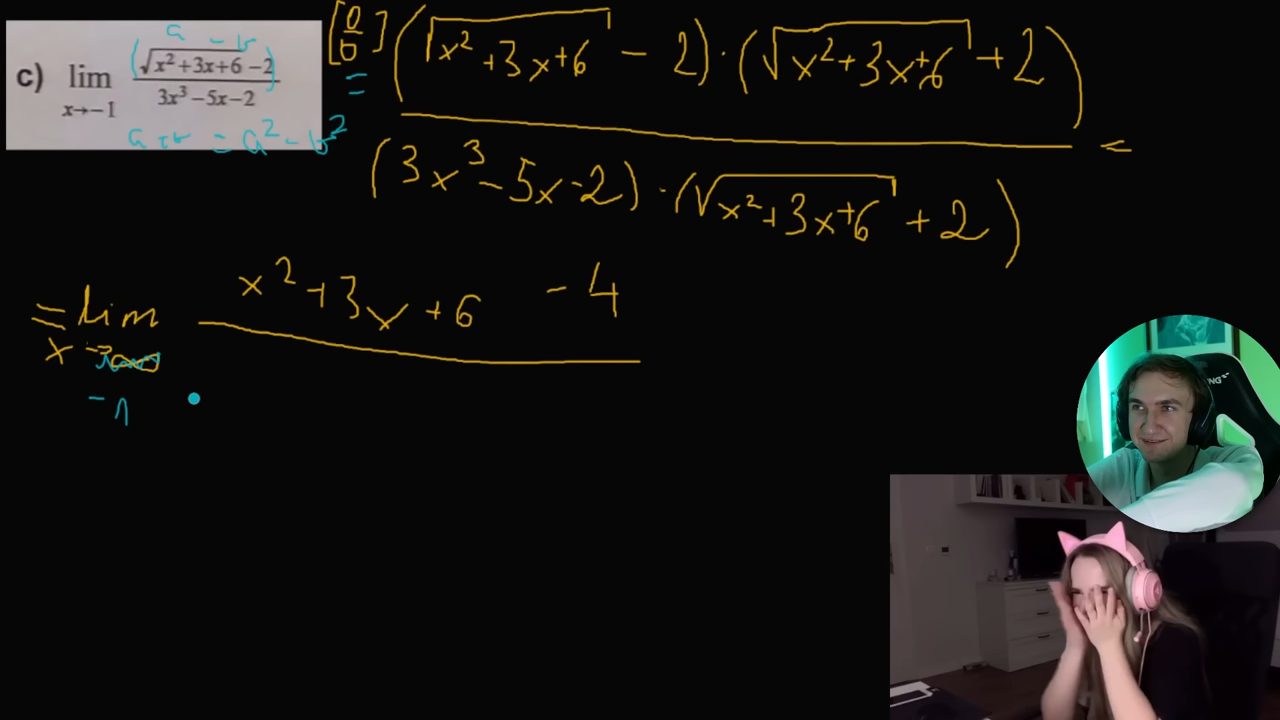 a - b
c) lim x→-1 (√(x²+3x+6 -2) / 3x³-5x-2
a+b = a² - b²
[0/0] = (√(x²+3x+6) - 2)·(√(x²+3x+6) + 2) / (3x³-5x-2)·(√(x²+3x+6) + 2) =
= lim x→ -1 x²+3x+6 - 4